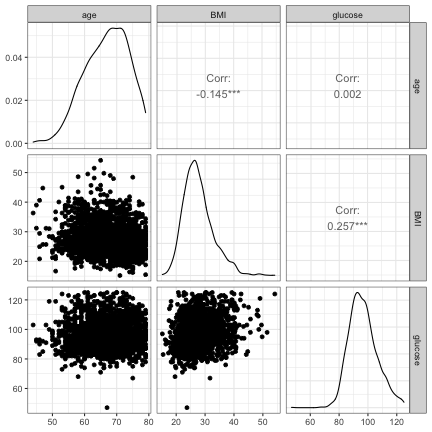 age BMI glucose
0.04
0.02
0.00
Corr:
-0.145***
Corr:
0.002
age
50
40
30
20
Corr:
0.257***
BMI
120
100
80
60
glucose
50 60 70 80 20 30 40 50 60 80 100 120